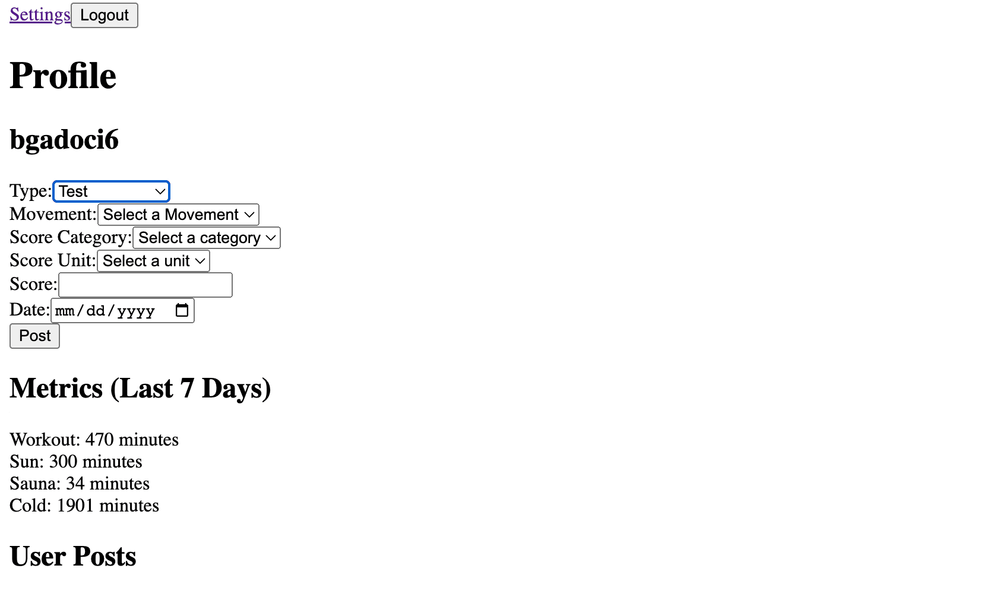 Settings Logout
Profile
bgadoci6
Type: Test
Movement: Select a Movement
Score Category: Select a category
Score Unit: Select a unit
Score:
Date: mm/dd/yyyy
Post
Metrics (Last 7 Days)
Workout: 470 minutes
Sun: 300 minutes
Sauna: 34 minutes
Cold: 1901 minutes
User Posts